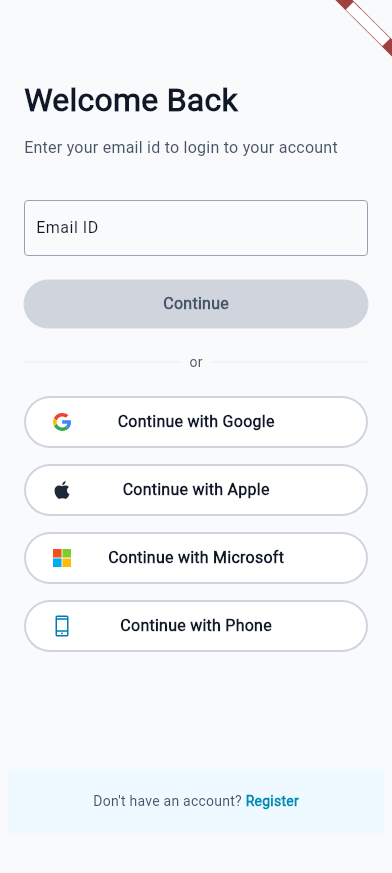 Welcome Back
Enter your email id to login to your account
Email ID
Continue
or
Continue with Google
Continue with Apple
Continue with Microsoft
Continue with Phone
Don't have an account? Register